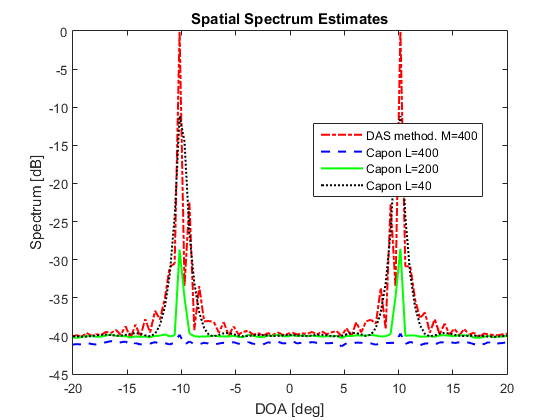 Spatial Spectrum Estimates
Spectrum [dB]
0
-5
-10
-15
-20
-25
-30
-35
-40
-45
DAS method. M=400
Capon L=400
Capon L=200
Capon L=40
-20 -15 -10 -5 0 5 10 15 20
DOA [deg]